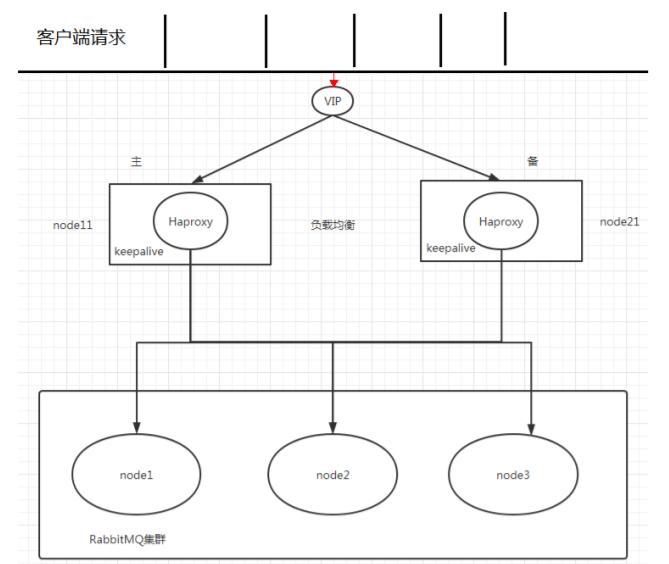 客户端请求
VIP
主
备
node11
Haproxy
keepalive
负载均衡
Haproxy
keepalive
node21
node1
node2
node3
RabbitMQ集群